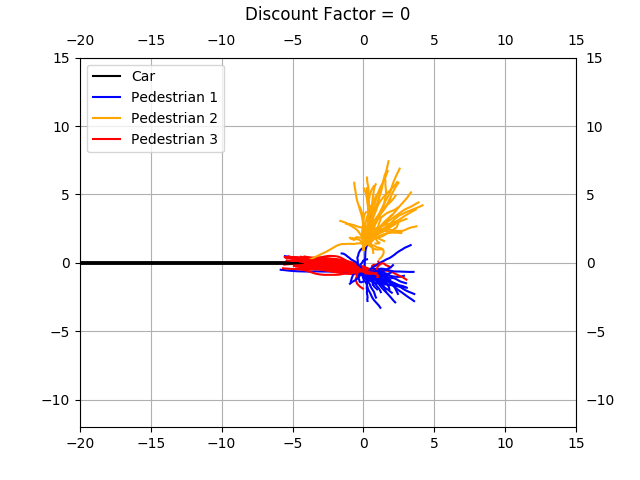 Discount Factor = 0
−20 −15 −10 −5 0 5 10 15
15 15
Car
Pedestrian 1
Pedestrian 2
Pedestrian 3
10 10
5 5
0 0
−5 −5
−10 −10
−20 −15 −10 −5 0 5 10 15